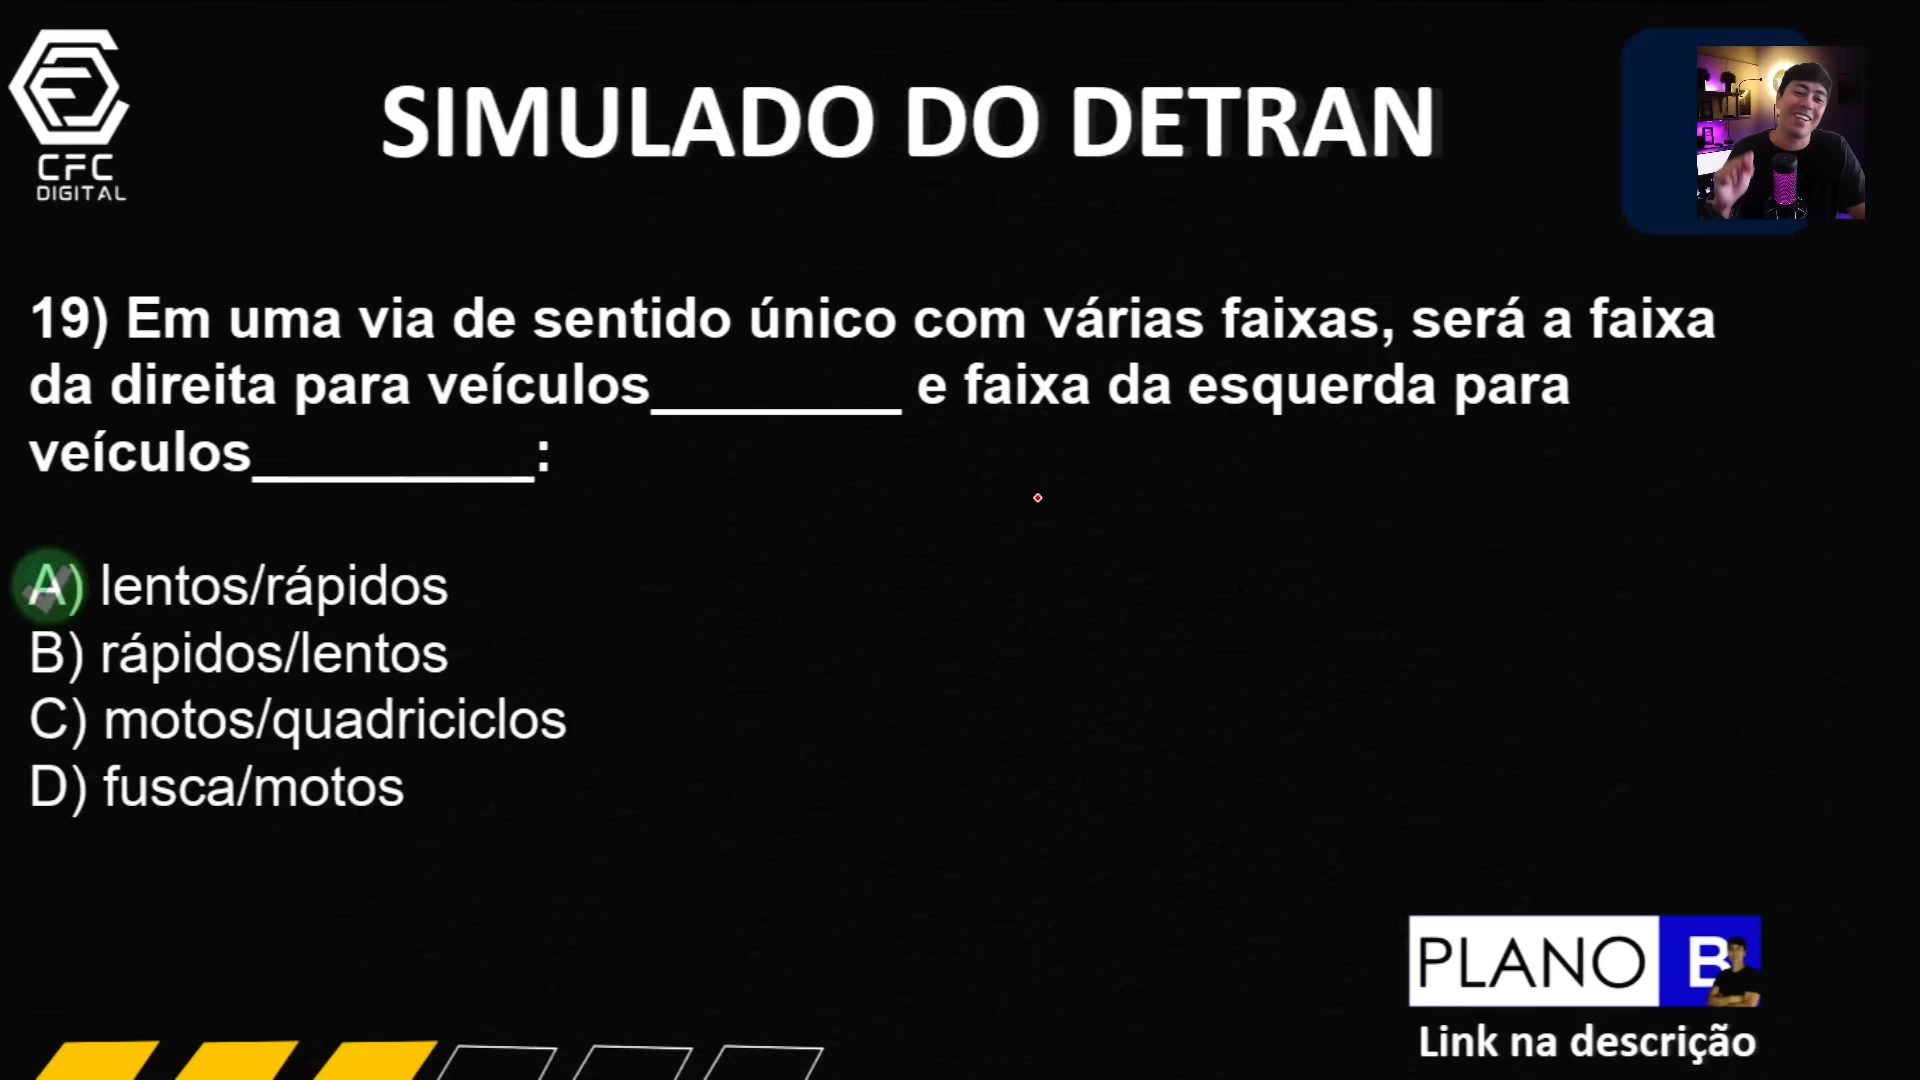 CFC
DIGITAL
SIMULADO DO DETRAN
19) Em uma via de sentido único com várias faixas, será a faixa
da direita para veículos________ e faixa da esquerda para
veículos_________:
A) lentos/rápidos
B) rápidos/lentos
C) motos/quadriciclos
D) fusca/motos
PLANO B
Link na descrição